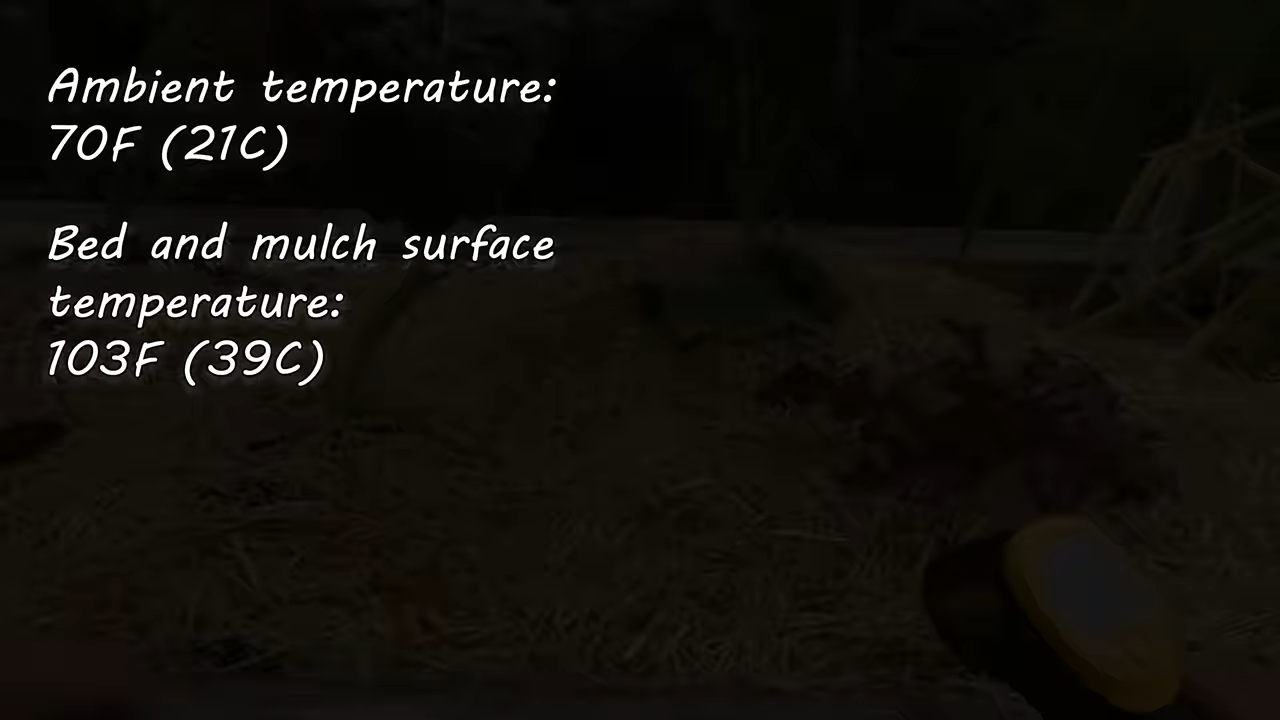 Ambient temperature:
70F (21C)
Bed and mulch surface
temperature:
103F (39C)